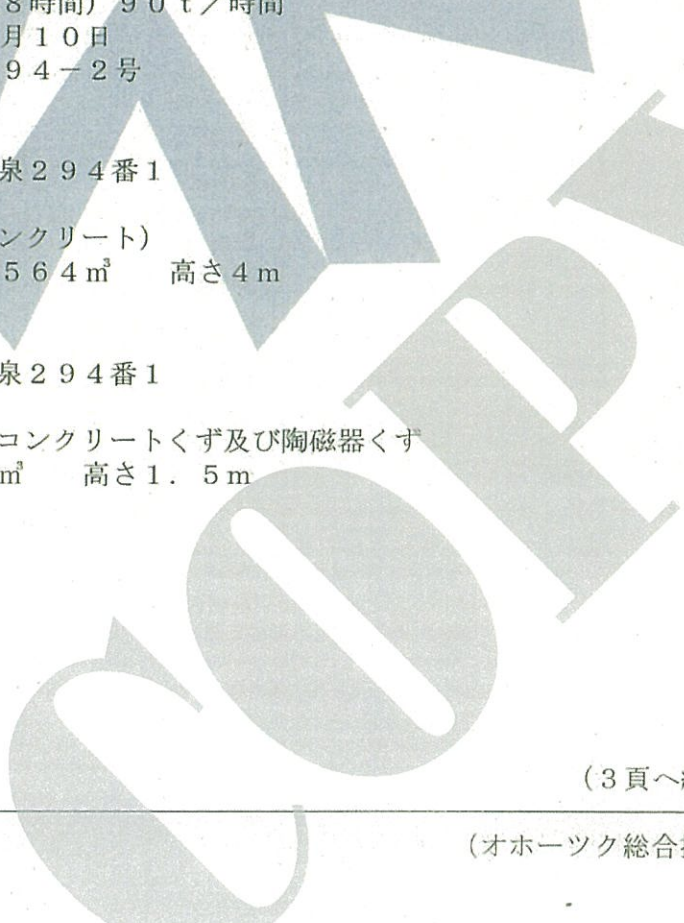 8時間）９０ｔ／時間
月１０日
９４－２号
泉２９４番１
ンクリート）
５６４㎥　高さ４ｍ
泉２９４番１
コンクリートくず及び陶磁器くず
㎥　高さ１．５ｍ
COPY
（３頁へ
（オホーツク総合